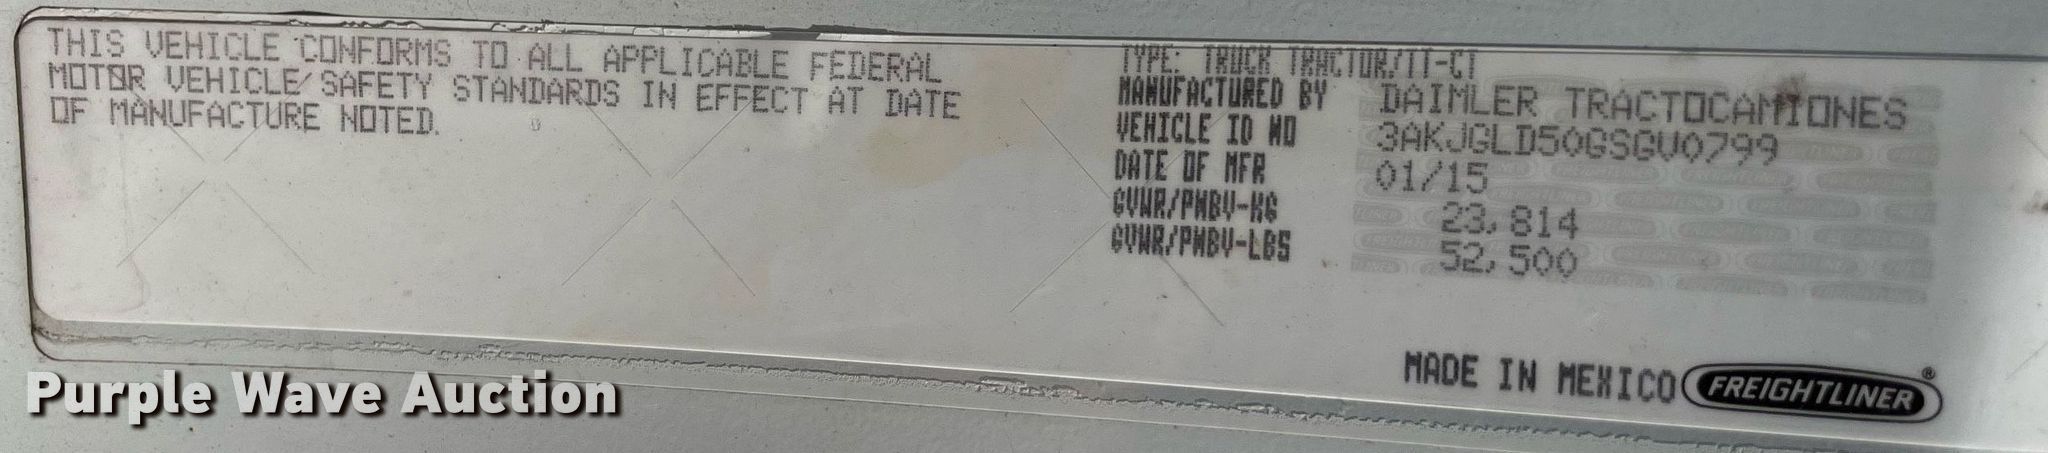 THIS VEHICLE CONFORMS TO ALL APPLICABLE FEDERAL
MOTOR VEHICLE SAFETY STANDARDS IN EFFECT AT DATE
OF MANUFACTURE NOTED.
TYPE: TRUCK TRACTOR/TT-CT
MANUFACTURED BY DAIMLER TRACTOCAMIONES
VEHICLE ID NO 3AKJGLD50GSGV0799
DATE OF MFR 01/15
GVWR/PMBV-KG 23,814
GVWR/PMBV-LBS 52,500
MADE IN MEXICO FREIGHTLINER®
Purple Wave Auction